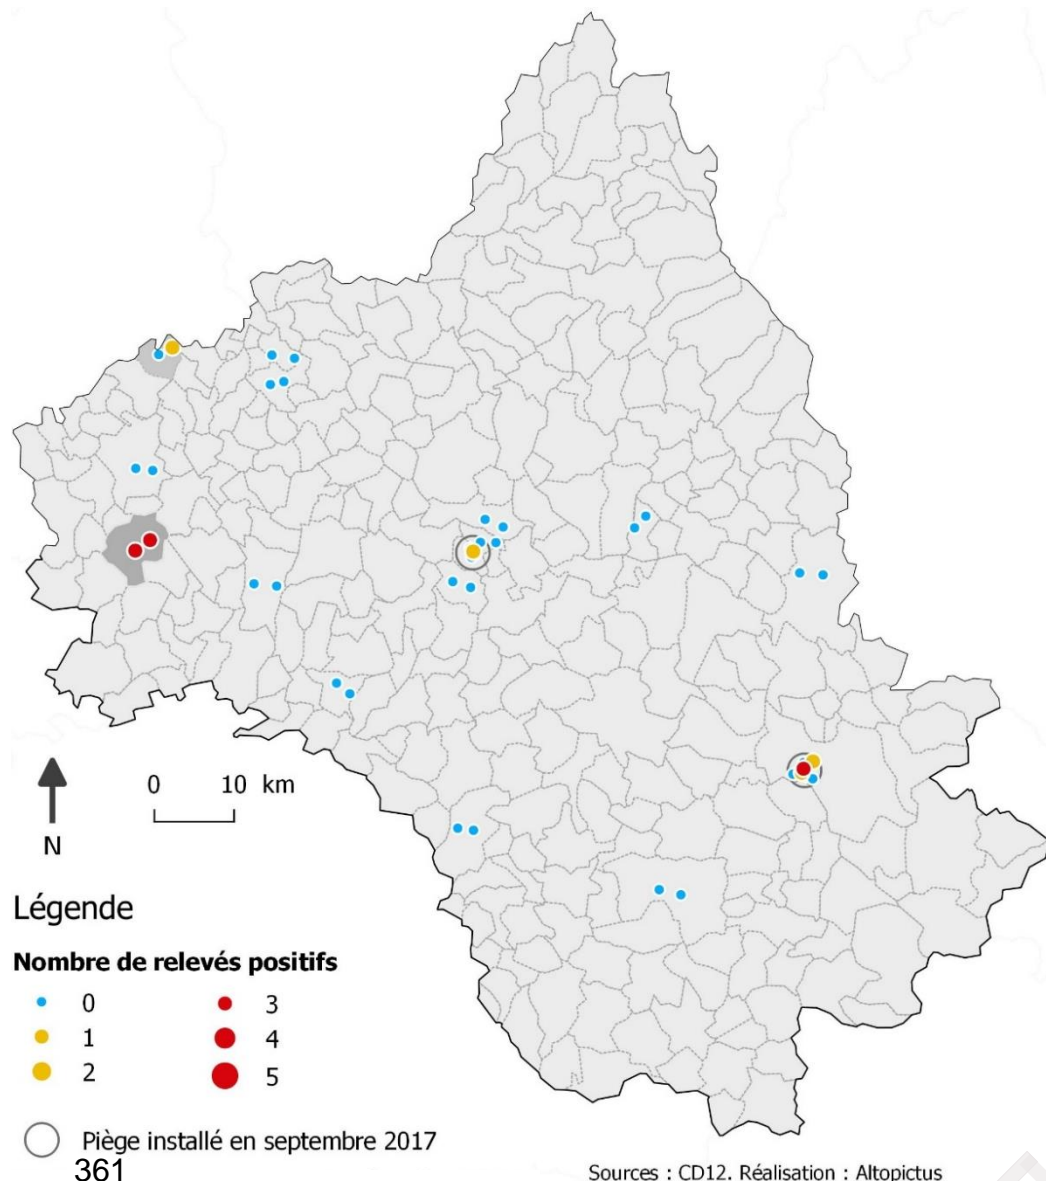 0 10 km
N
Légende
Nombre de relevés positifs
0 3
1 4
2 5
Piège installé en septembre 2017
361
Sources : CD12. Réalisation : Altopictus